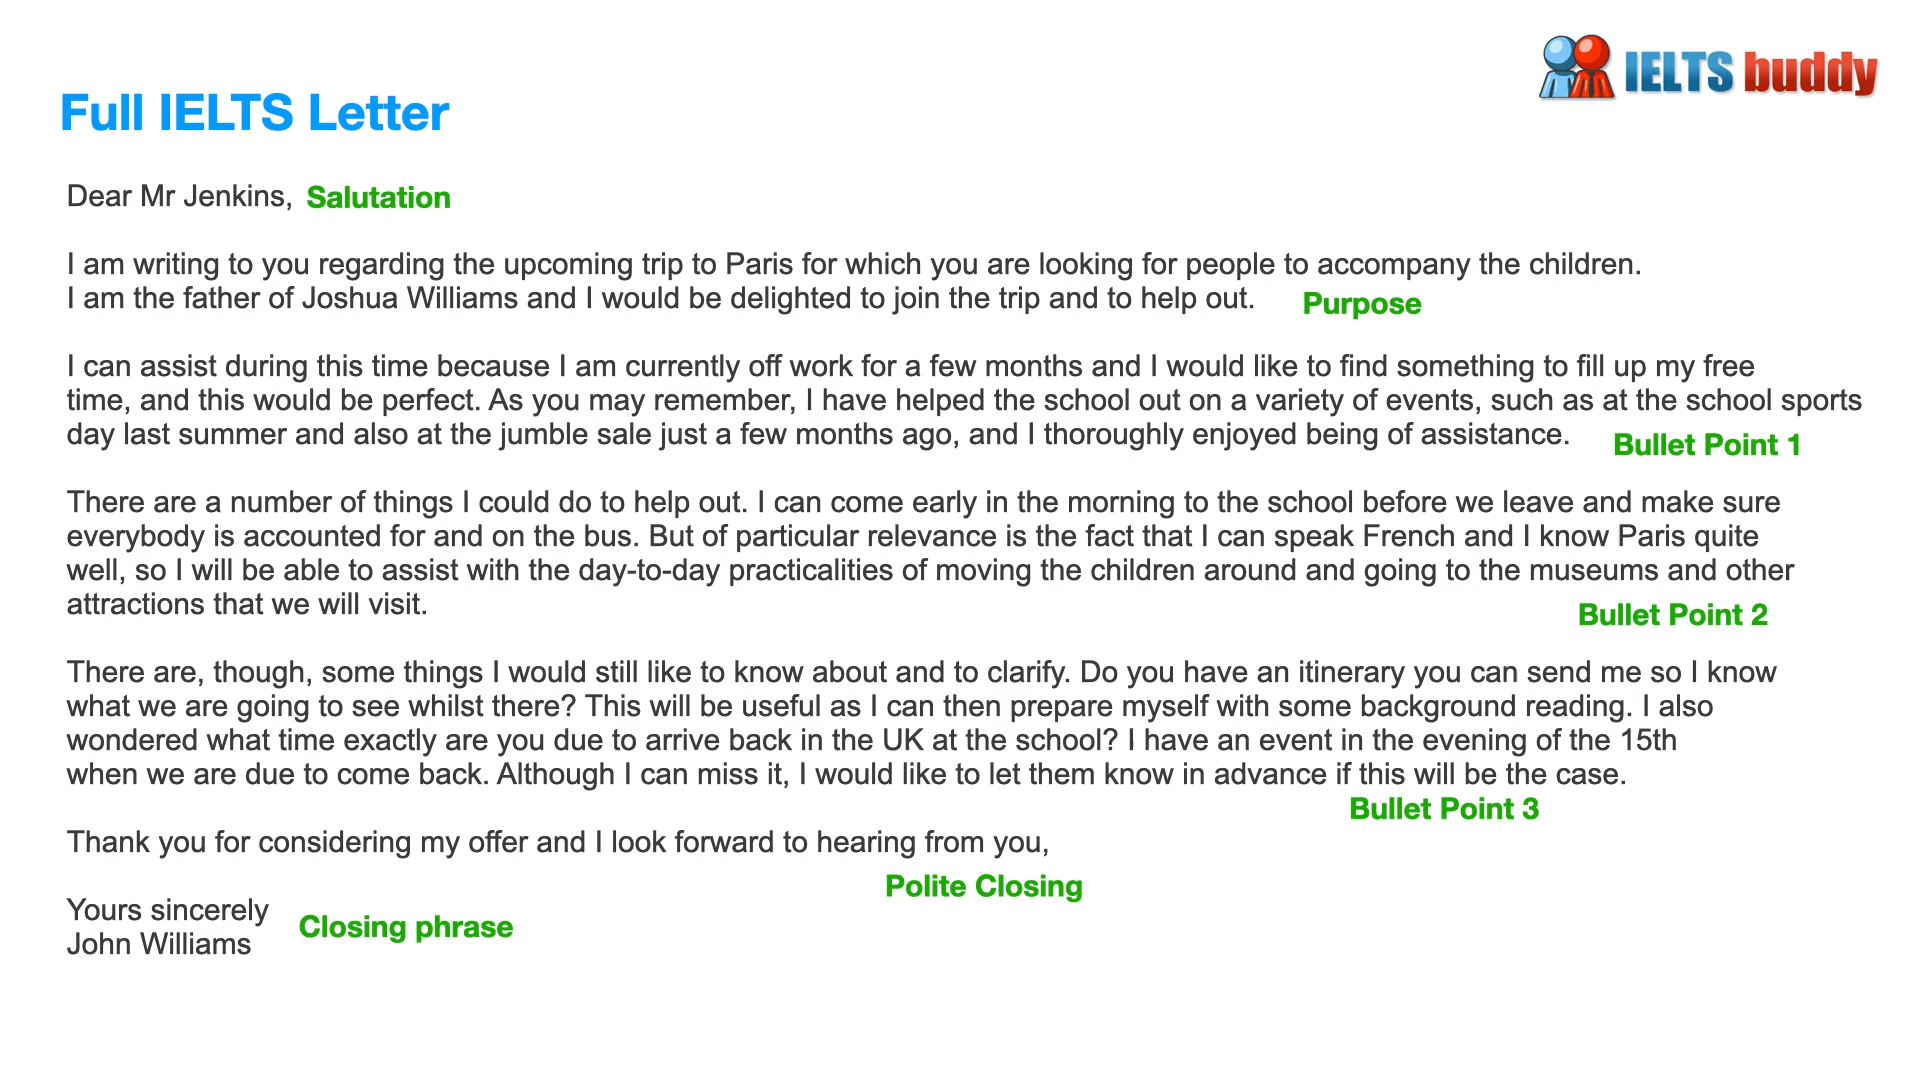 IELTS buddy
Full IELTS Letter
Dear Mr Jenkins, Salutation
I am writing to you regarding the upcoming trip to Paris for which you are looking for people to accompany the children.
I am the father of Joshua Williams and I would be delighted to join the trip and to help out. Purpose
I can assist during this time because I am currently off work for a few months and I would like to find something to fill up my free
time, and this would be perfect. As you may remember, I have helped the school out on a variety of events, such as at the school sports
day last summer and also at the jumble sale just a few months ago, and I thoroughly enjoyed being of assistance. Bullet Point 1
There are a number of things I could do to help out. I can come early in the morning to the school before we leave and make sure
everybody is accounted for and on the bus. But of particular relevance is the fact that I can speak French and I know Paris quite
well, so I will be able to assist with the day-to-day practicalities of moving the children around and going to the museums and other
attractions that we will visit. Bullet Point 2
There are, though, some things I would still like to know about and to clarify. Do you have an itinerary you can send me so I know
what we are going to see whilst there? This will be useful as I can then prepare myself with some background reading. I also
wondered what time exactly are you due to arrive back in the UK at the school? I have an event in the evening of the 15th
when we are due to come back. Although I can miss it, I would like to let them know in advance if this will be the case.
Bullet Point 3
Thank you for considering my offer and I look forward to hearing from you,
Polite Closing
Yours sincerely
Closing phrase
John Williams